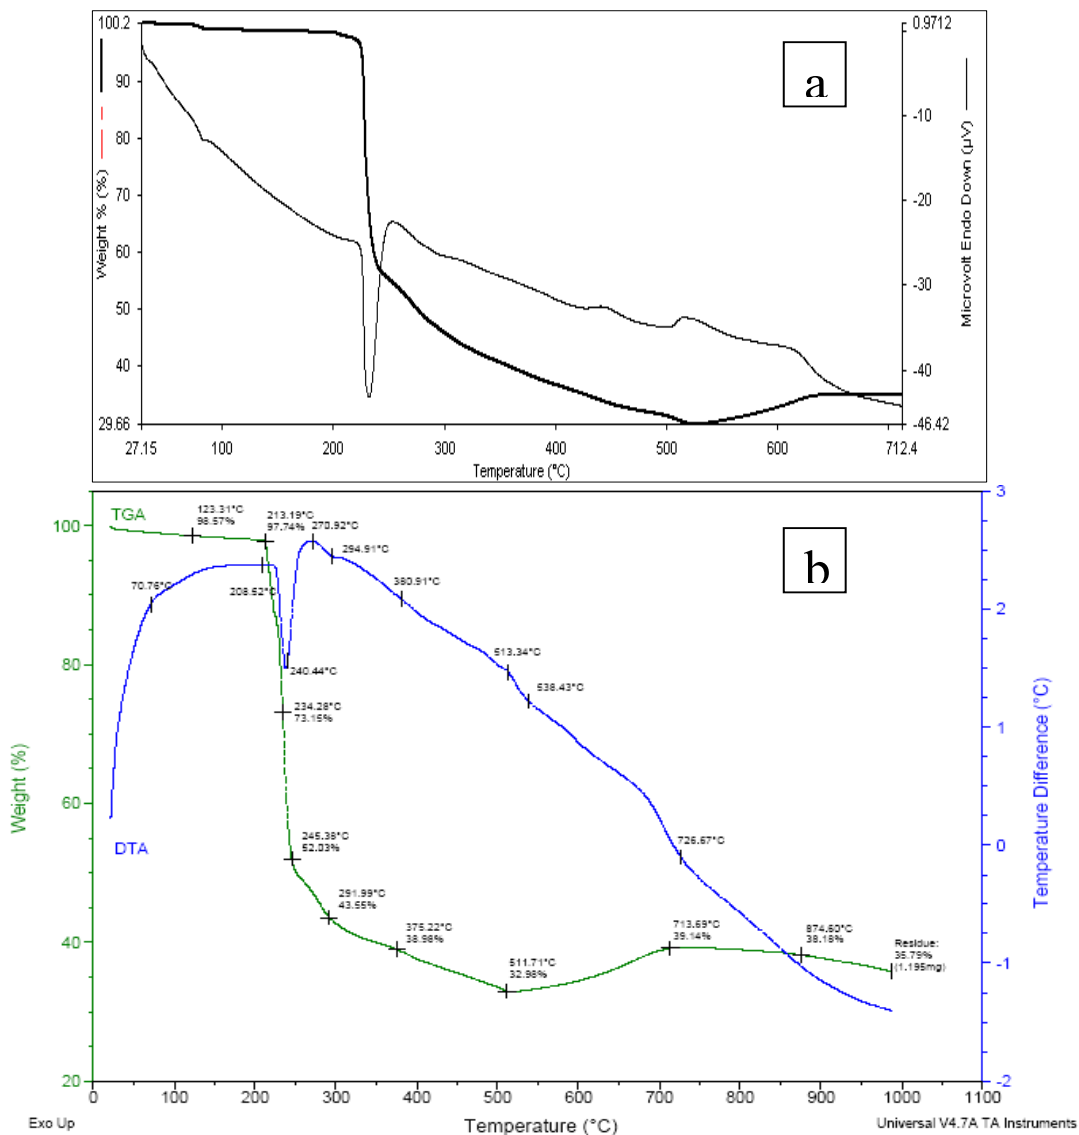 100.2
90
80
70
60
50
40
29.66
Weight % (%)
a
0.9712
-10
-20
-30
-40
-46.42
Microvolt Endo Down (µV)
27.15
100
200
300
400
500
600
712.4
Temperature (°C)
TGA
123.31°C
98.57%
213.19°C
97.74%
270.92°C
294.91°C
b
70.76°C
208.52°C
380.91°C
240.44°C
513.34°C
538.43°C
234.28°C
73.15%
DTA
245.38°C
52.03%
726.67°C
291.99°C
43.55%
375.22°C
38.98%
511.71°C
32.98%
713.69°C
39.14%
874.60°C
38.18%
Residue:
35.79%
(1.195mg)
100
80
60
40
20
Weight (%)
3
2
1
0
-1
-2
Temperature Difference (°C)
0
100
200
300
400
500
600
700
800
900
1000
1100
Exo Up
Temperature (°C)
Universal V4.7A TA Instruments